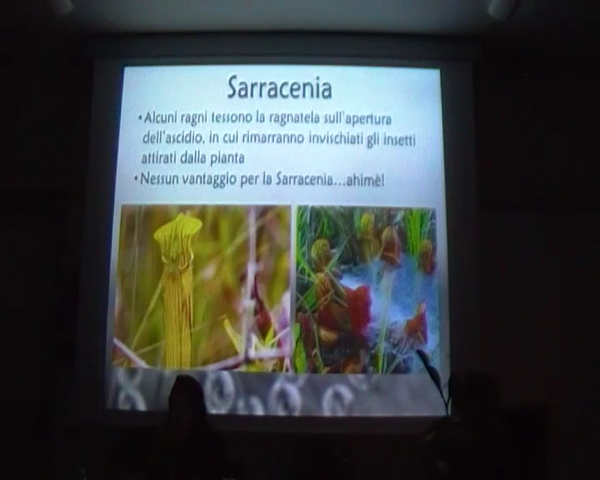 Sarracenia
•Alcuni ragni tessono la ragnatela sull'apertura
dell'ascidio, in cui rimarranno invischiati gli insetti
attirati dalla pianta
•Nessun vantaggio per la Sarracenia...ahimè!